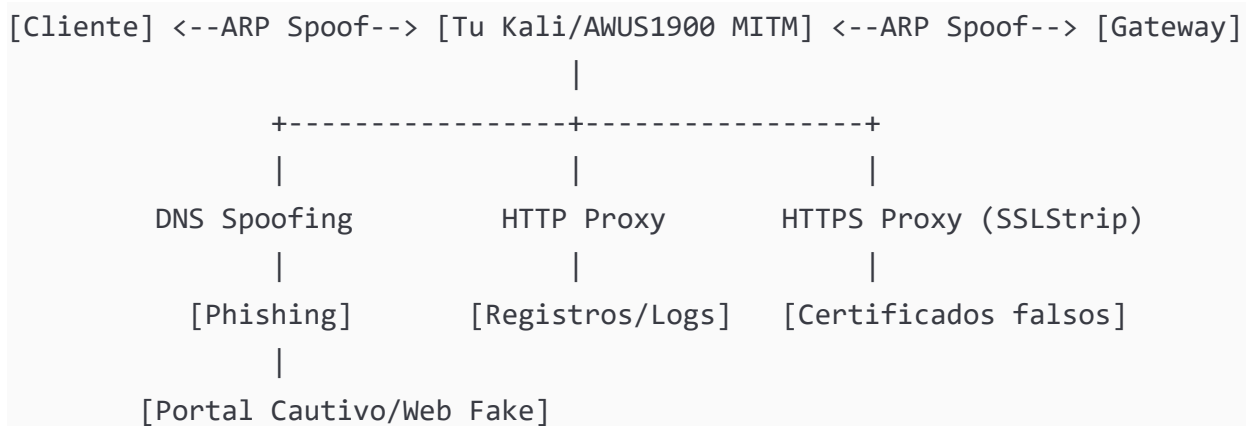 [Cliente] <--ARP Spoof--> [Tu Kali/AWUS1900 MITM] <--ARP Spoof--> [Gateway]
|
+-----------------+-----------------+
| | |
DNS Spoofing HTTP Proxy HTTPS Proxy (SSLStrip)
| | |
[Phishing] [Registros/Logs] [Certificados falsos]
|
[Portal Cautivo/Web Fake]